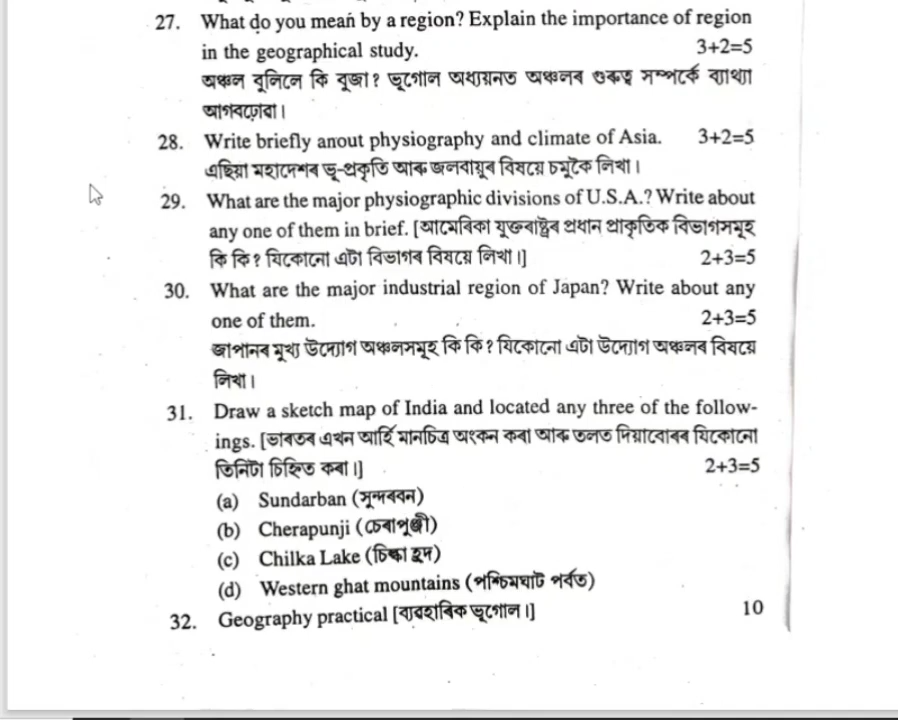 27. What do you mean by a region? Explain the importance of region
in the geographical study. 3+2=5
অঞ্চল বুলিলে কি বুজা? ভূগোল অধ্যয়নত অঞ্চলৰ গুৰুত্ব সম্পৰ্কে ব্যাখ্যা
আগবঢ়োৱা।
28. Write briefly anout physiography and climate of Asia. 3+2=5
এছিয়া মহাদেশৰ ভূ-প্ৰকৃতি আৰু জলবায়ুৰ বিষয়ে চমুকৈ লিখা।
29. What are the major physiographic divisions of U.S.A.? Write about
any one of them in brief. [আমেৰিকা যুক্তৰাষ্ট্ৰৰ প্ৰধান প্ৰাকৃতিক বিভাগসমূহ
কি কি? যিকোনো এটা বিভাগৰ বিষয়ে লিখা।] 2+3=5
30. What are the major industrial region of Japan? Write about any
one of them. 2+3=5
জাপানৰ মুখ্য উদ্যোগ অঞ্চলসমূহ কি কি? যিকোনো এটা উদ্যোগ অঞ্চলৰ বিষয়ে
লিখা।
31. Draw a sketch map of India and located any three of the follow-
ings. [ভাৰতৰ এখন আৰ্হি মানচিত্ৰ অংকন কৰা আৰু তলত দিয়াবোৰৰ যিকোনো
তিনিটা চিহ্নিত কৰা।] 2+3=5
(a) Sundarban (সুন্দৰবন)
(b) Cherapunji (চেৰাপুঞ্জী)
(c) Chilka Lake (চিল্কা হ্ৰদ)
(d) Western ghat mountains (পশ্চিমঘাট পৰ্বত)
32. Geography practical [ব্যৱহাৰিক ভূগোল।] 10